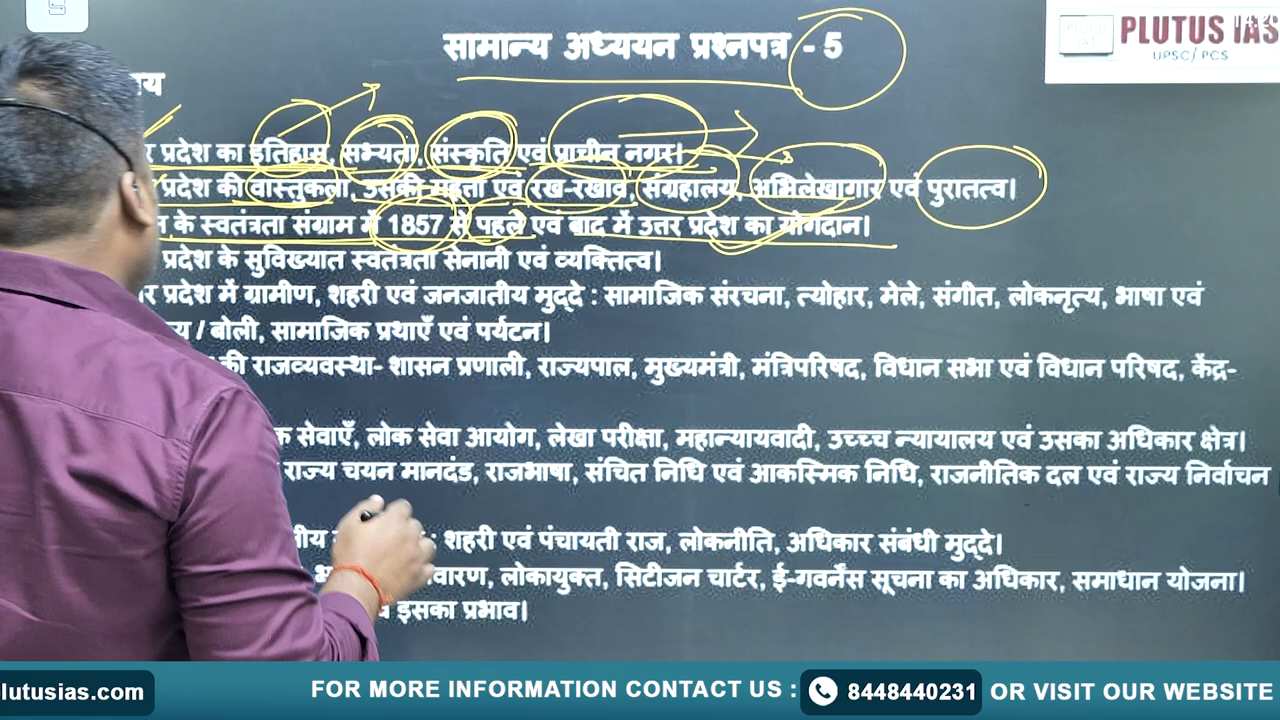 सामान्य अध्ययन प्रश्नपत्र - 5
PLUTUS IAS
UPSC/ PCS
प्रदेश का इतिहास, सभ्यता, संस्कृति एवं प्राचीन नगर।
प्रदेश की वास्तुकला, उसकी महत्ता एवं रख-रखाव, संग्रहालय, अभिलेखागार एवं पुरातत्व।
के स्वतंत्रता संग्राम में 1857 से पहले एवं बाद में उत्तर प्रदेश का योगदान।
प्रदेश के सुविख्यात स्वतंत्रता सेनानी एवं व्यक्तित्व।
प्रदेश में ग्रामीण, शहरी एवं जनजातीय मुद्दे : सामाजिक संरचना, त्योहार, मेले, संगीत, लोकनृत्य, भाषा एवं
/ बोली, सामाजिक प्रथाएँ एवं पर्यटन।
की राजव्यवस्था- शासन प्रणाली, राज्यपाल, मुख्यमंत्री, मंत्रिपरिषद, विधान सभा एवं विधान परिषद, केंद्र-
सेवाएँ, लोक सेवा आयोग, लेखा परीक्षा, महान्यायवादी, उच्च्च न्यायालय एवं उसका अधिकार क्षेत्र।
राज्य चयन मानदंड, राजभाषा, संचित निधि एवं आकस्मिक निधि, राजनीतिक दल एवं राज्य निर्वाचन
: शहरी एवं पंचायती राज, लोकनीति, अधिकार संबंधी मुद्दे।
लोकायुक्त, सिटीजन चार्टर, ई-गवर्नेंस सूचना का अधिकार, समाधान योजना।
इसका प्रभाव।
lutusias.com
FOR MORE INFORMATION CONTACT US :
8448440231
OR VISIT OUR WEBSITE